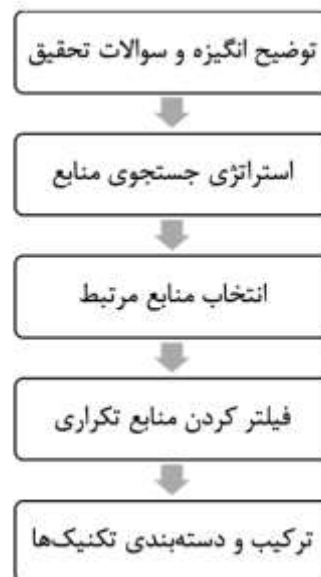 توضیح انگیزه و سوالات تحقیق
استراتژی جستجوی منابع
انتخاب منابع مرتبط
فیلتر کردن منابع تکراری
ترکیب و دسته‌بندی تکنیک‌ها